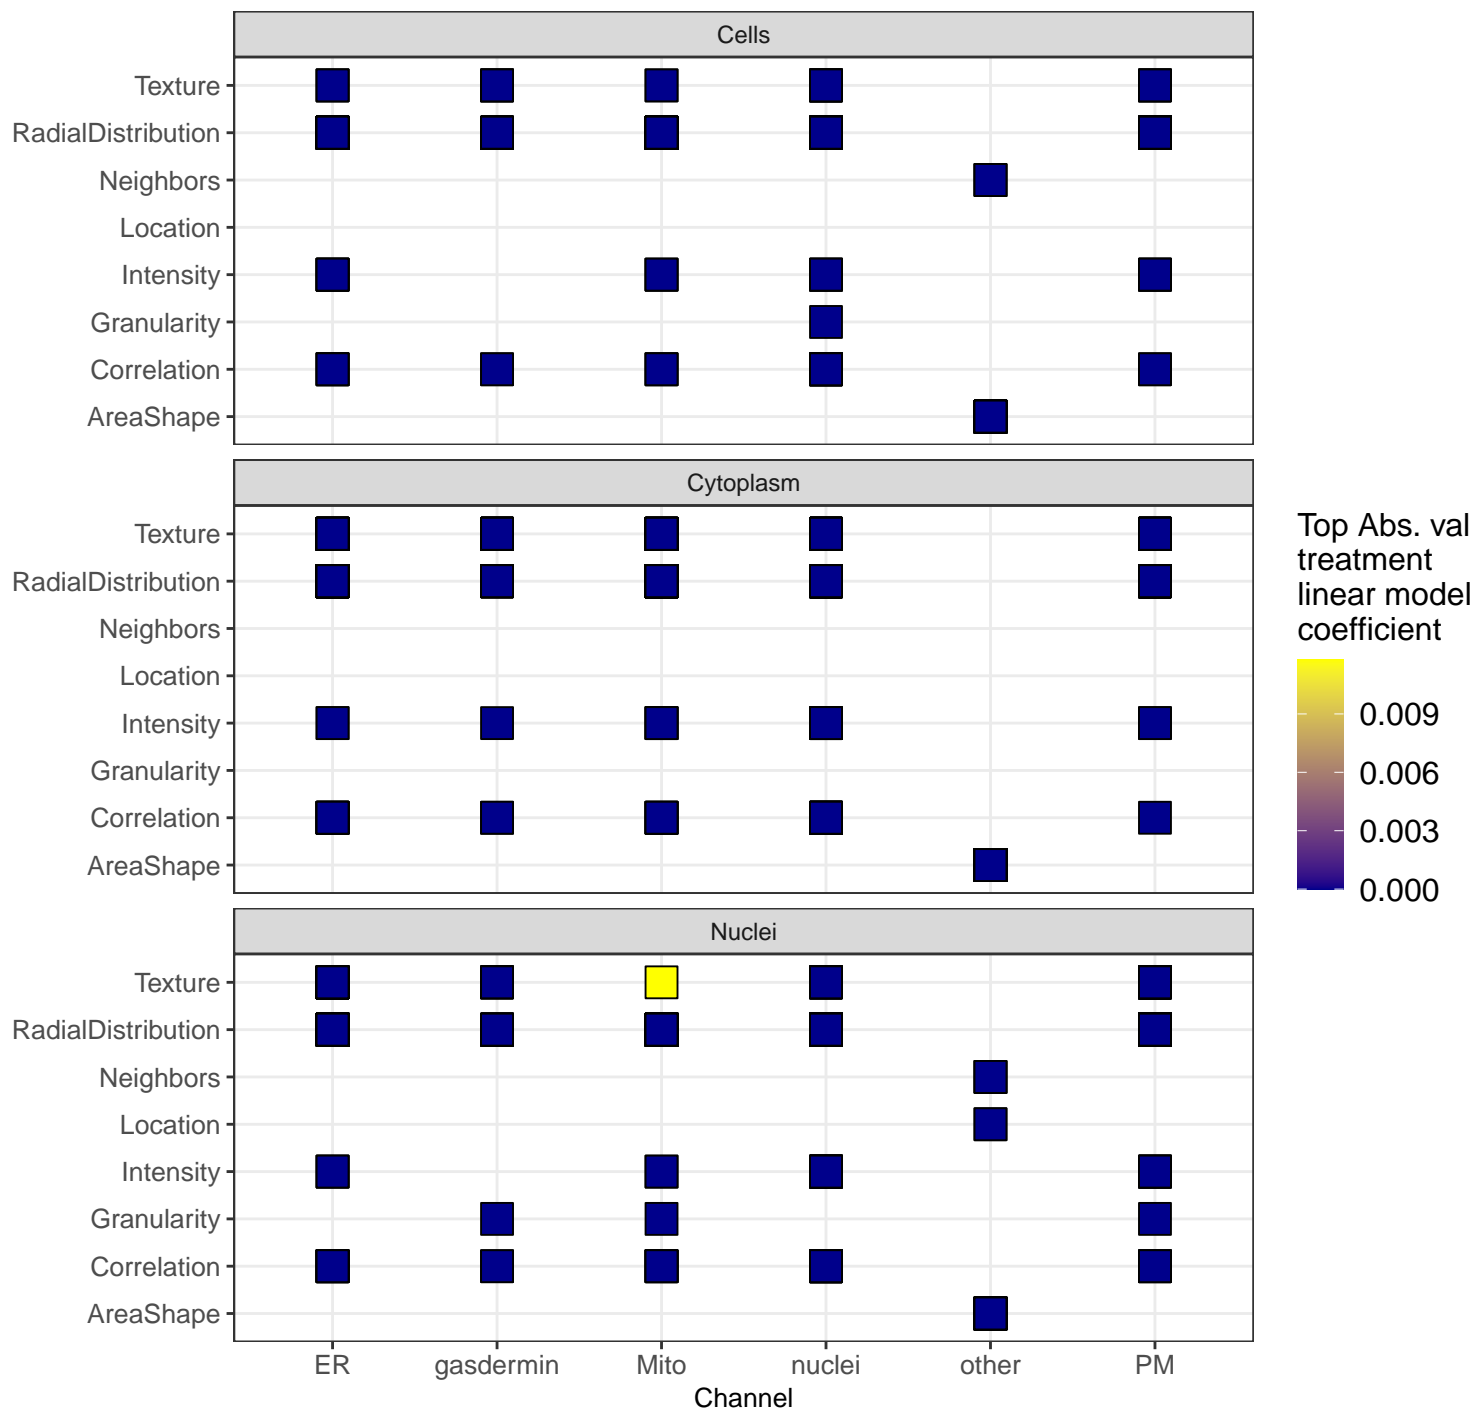 Cells
Texture
RadialDistribution
Neighbors
Location
Intensity
Granularity
Correlation
AreaShape
Cytoplasm
Texture
RadialDistribution
Neighbors
Location
Intensity
Granularity
Correlation
AreaShape
Nuclei
Texture
RadialDistribution
Neighbors
Location
Intensity
Granularity
Correlation
AreaShape
ER gasdermin Mito nuclei other PM
Channel
Top Abs. val
treatment
linear model
coefficient
0.009
0.006
0.003
0.000